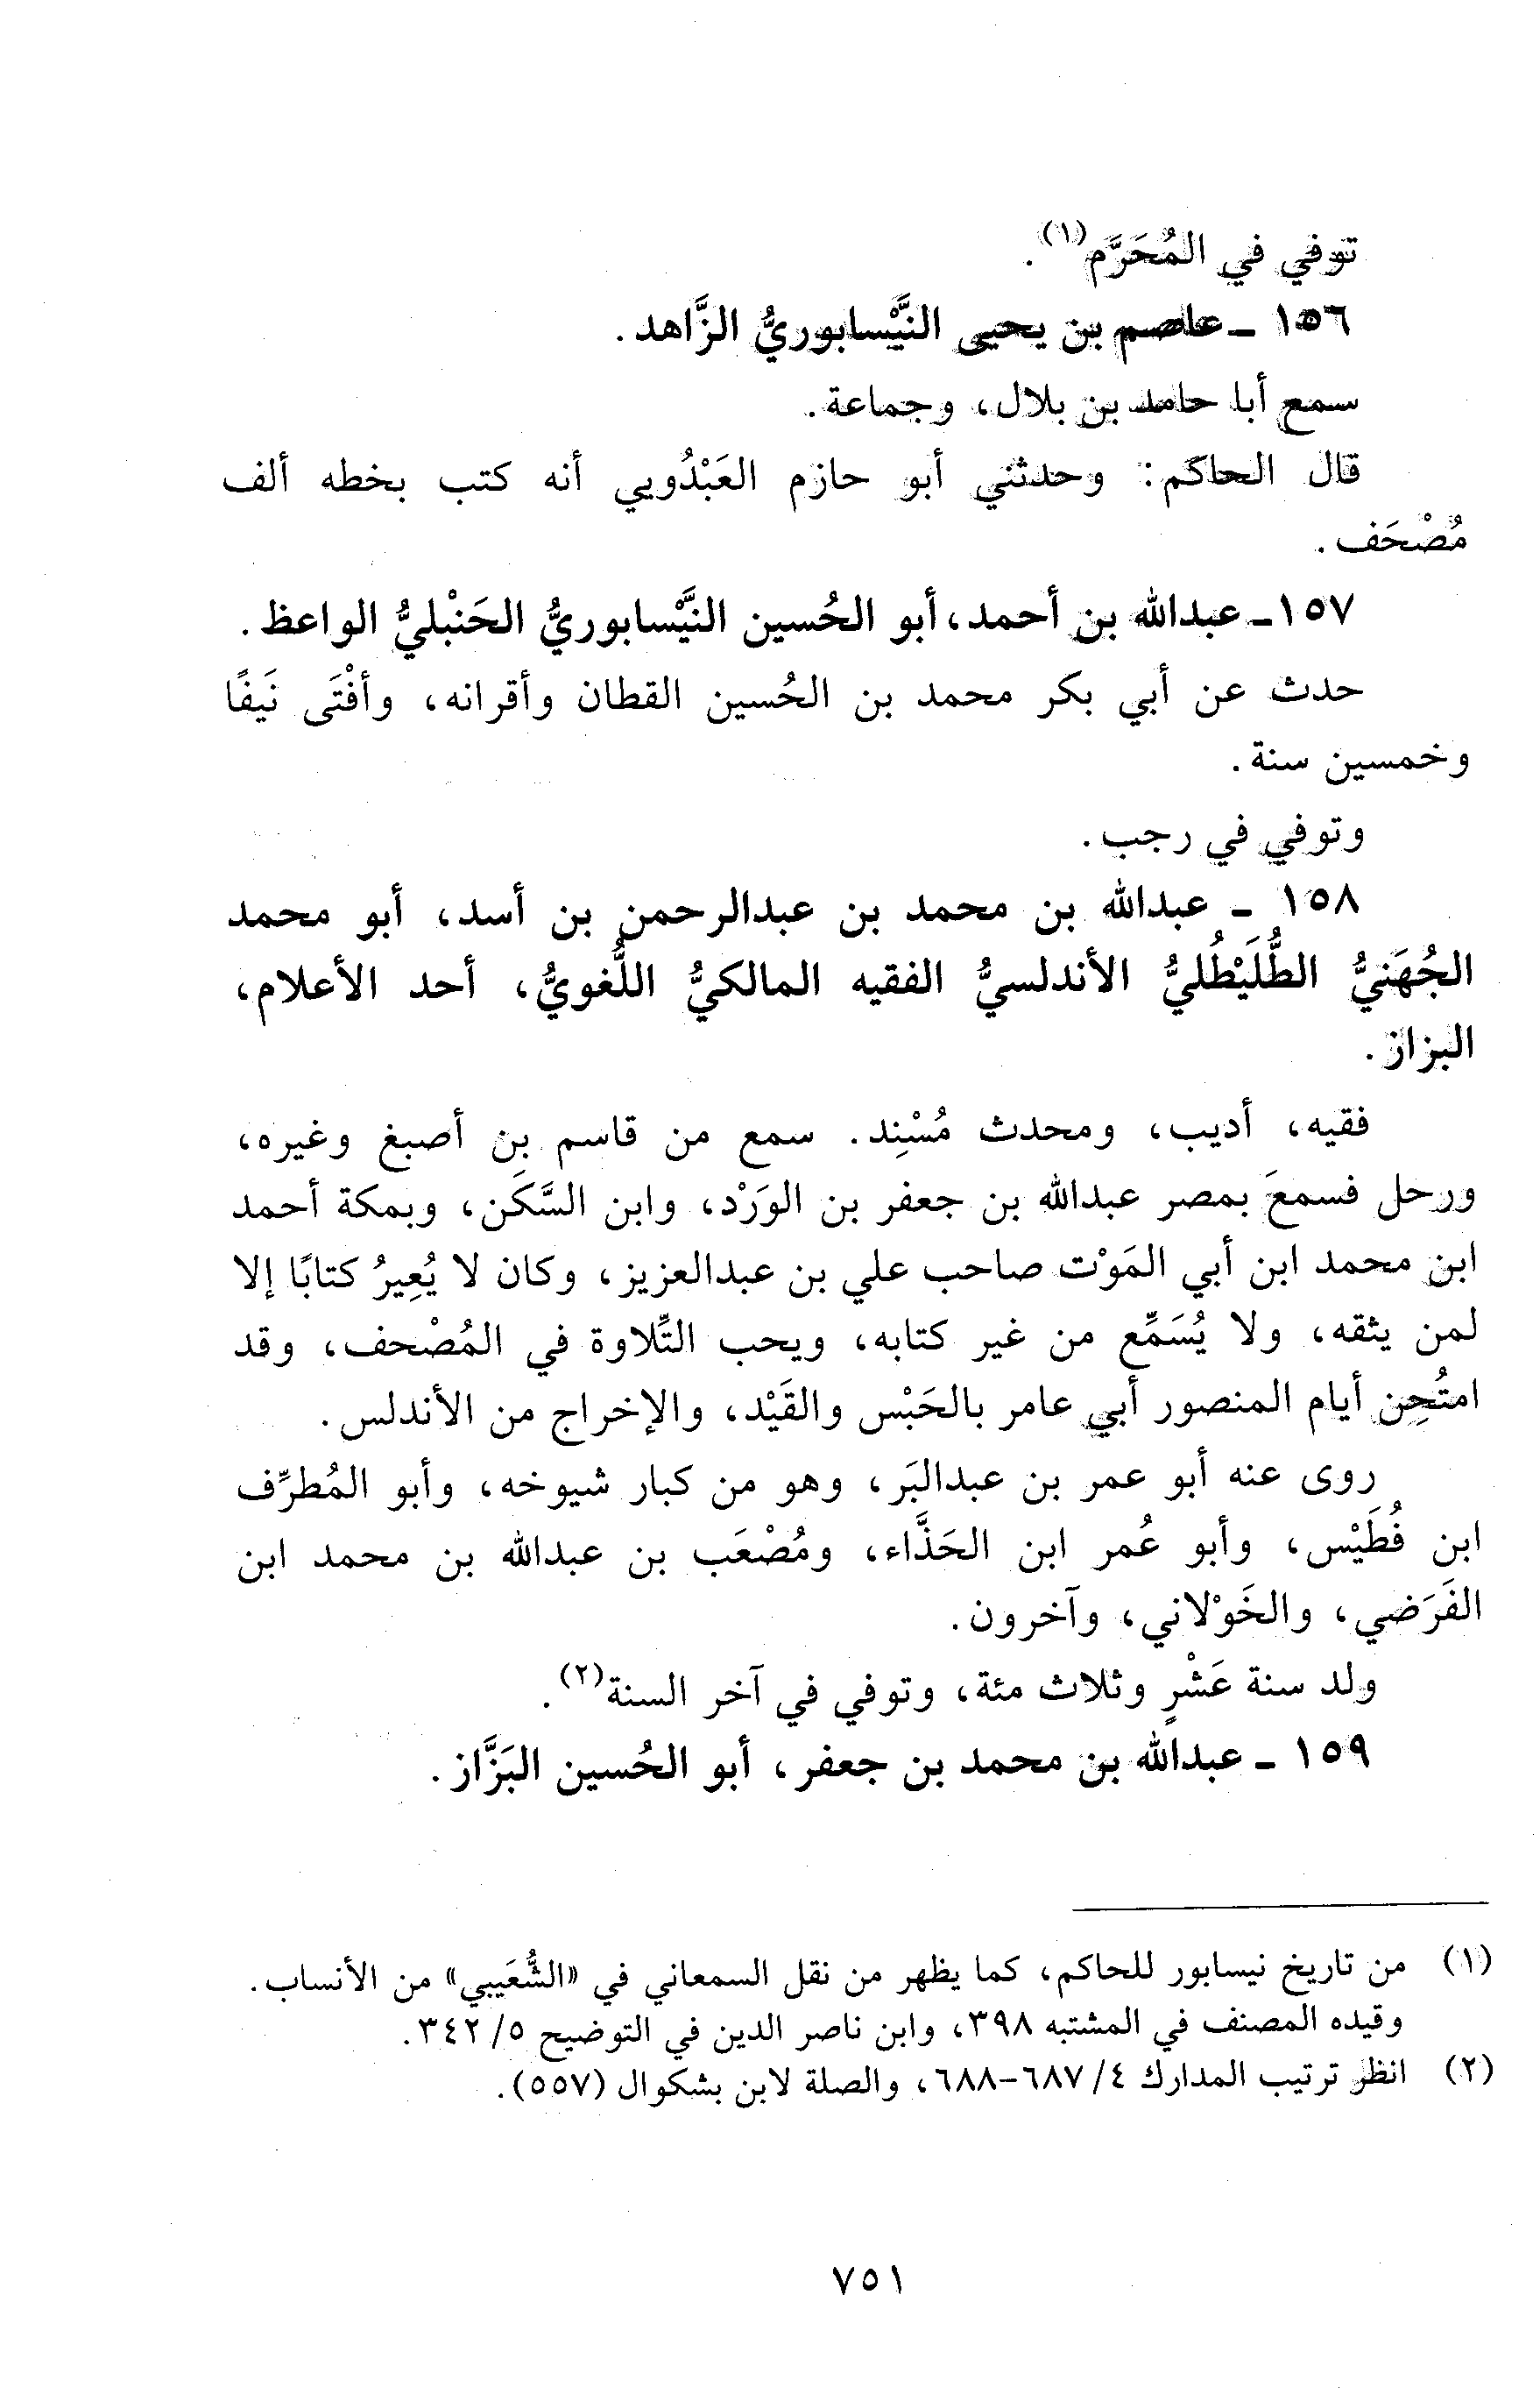 توفي في المُحَرَّم(١).
١٥٦ ـ عاصم بن يحيى النَّيْسابوريُّ الزَّاهد.
سمع أبا حامد بن بلال، وجماعة.
قال الحاكم: وحدثني أبو حازم العَبْدُويي أنه كتب بخطه ألف
مُصْحَف.
١٥٧ـ عبدالله بن أحمد، أبو الحُسين النَّيْسابوريُّ الحَنْبليُّ الواعظ.
حدث عن أبي بكر محمد بن الحُسين القطان وأقرانه، وأفْتَى نَيفًا
وخمسين سنة.
وتوفي في رجب.
١٥٨ ـ عبدالله بن محمد بن عبدالرحمن بن أسد، أبو محمد
الجُهَنيُّ الطُّلَيْطُليُّ الأندلسيُّ الفقيه المالكيُّ اللُّغويُّ، أحد الأعلام،
البزاز.
فقيه، أديب، ومحدث مُسْنِد. سمع من قاسم بن أصبغ وغيره،
ورحل فسمعَ بمصر عبدالله بن جعفر بن الوَرْد، وابن السَّكَن، وبمكة أحمد
ابن محمد ابن أبي المَوْت صاحب علي بن عبدالعزيز، وكان لا يُعِيرُ كتابًا إلا
لمن يثقه، ولا يُسَمِّع من غير كتابه، ويحب التِّلاوة في المُصْحف، وقد
امتُحِن أيام المنصور أبي عامر بالحَبْس والقَيْد، والإخراج من الأندلس.
روى عنه أبو عمر بن عبدالبَر، وهو من كبار شيوخه، وأبو المُطرِّف
ابن فُطَيْس، وأبو عُمر ابن الحَذَّاء، ومُصْعَب بن عبدالله بن محمد ابن
الفَرَضي، والخَوْلاني، وآخرون.
ولد سنة عَشْرٍ وثلاث مئة، وتوفي في آخر السنة(٢).
١٥٩ ـ عبدالله بن محمد بن جعفر، أبو الحُسين البَزَّاز.
(١) من تاريخ نيسابور للحاكم، كما يظهر من نقل السمعاني في «الشُّعَيبي» من الأنساب.
وقيده المصنف في المشتبه ٣٩٨، وابن ناصر الدين في التوضيح ٥/ ٣٤٢.
(٢) انظر ترتيب المدارك ٤/ ٦٨٧-٦٨٨، والصلة لابن بشكوال (٥٥٧).
٧٥١